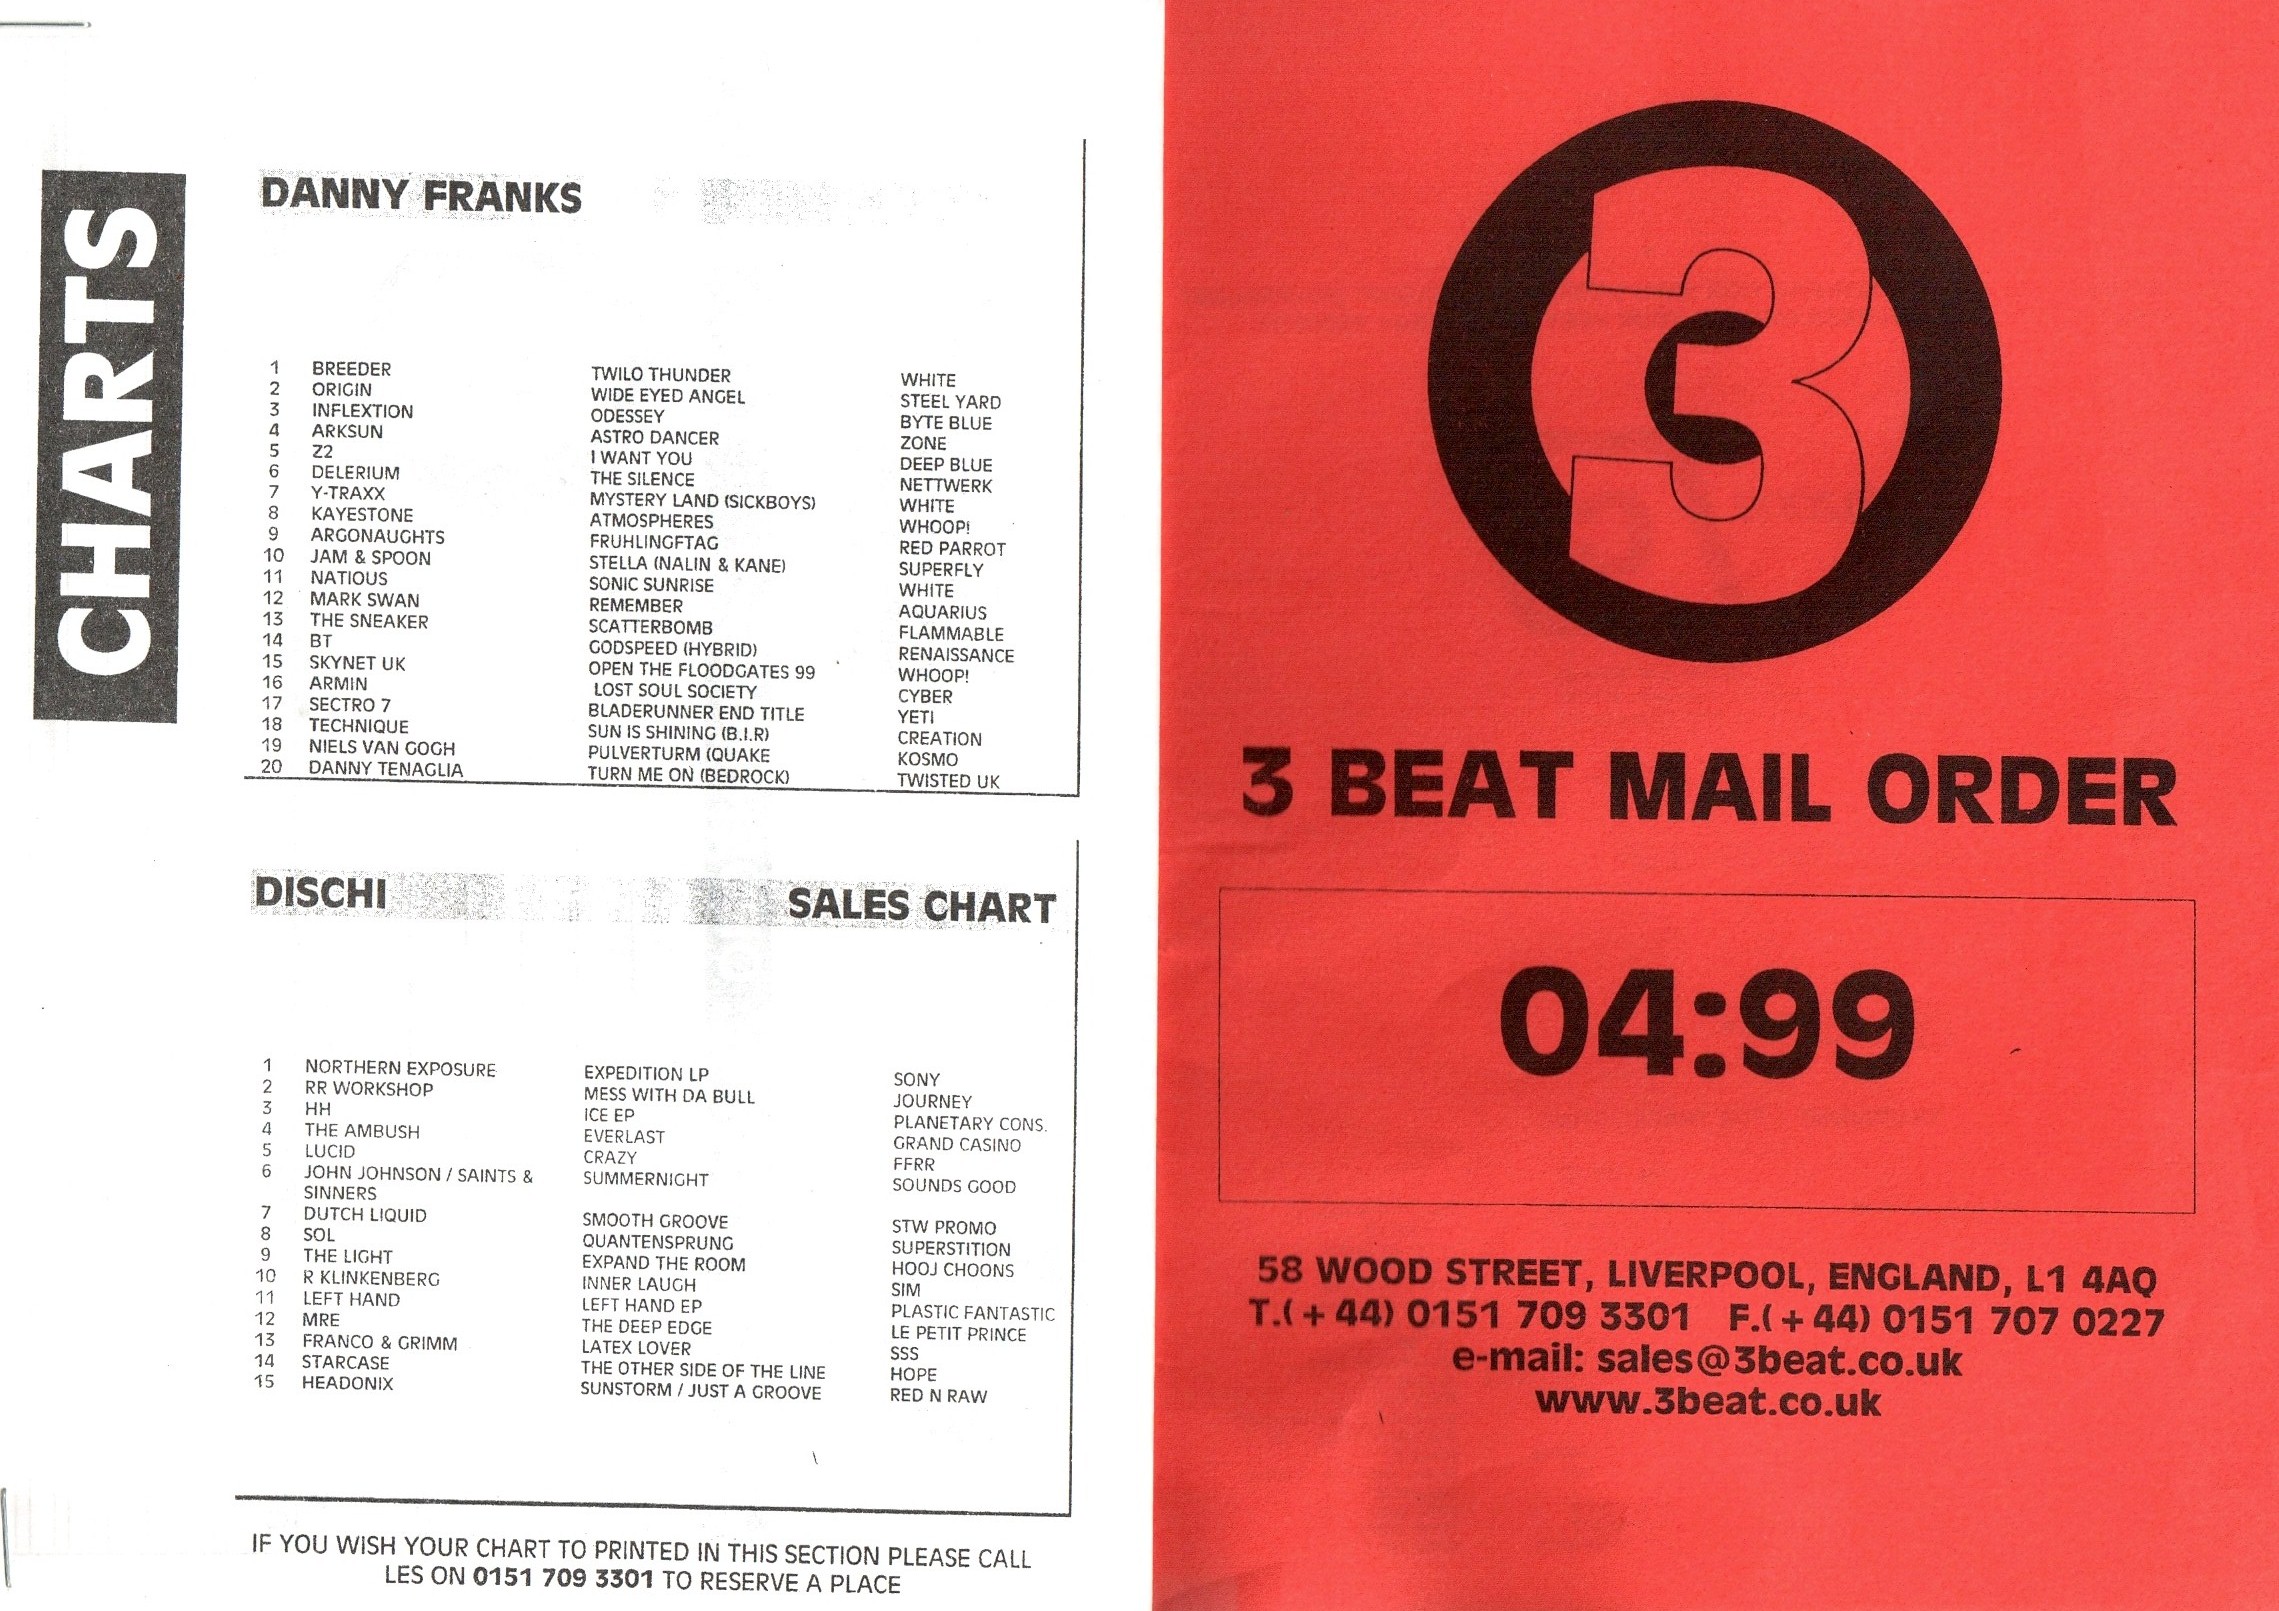 CHARTS
DANNY FRANKS
1 BREEDER TWILO THUNDER WHITE
2 ORIGIN WIDE EYED ANGEL STEEL YARD
3 INFLEXTION ODESSEY BYTE BLUE
4 ARKSUN ASTRO DANCER ZONE
5 Z2 I WANT YOU DEEP BLUE
6 DELERIUM THE SILENCE NETTWERK
7 Y-TRAXX MYSTERY LAND (SICKBOYS) WHITE
8 KAYESTONE ATMOSPHERES WHOOP!
9 ARGONAUGHTS FRUHLINGFTAG RED PARROT
10 JAM & SPOON STELLA (NALIN & KANE) SUPERFLY
11 NATIOUS SONIC SUNRISE WHITE
12 MARK SWAN REMEMBER AQUARIUS
13 THE SNEAKER SCATTERBOMB FLAMMABLE
14 BT GODSPEED (HYBRID) RENAISSANCE
15 SKYNET UK OPEN THE FLOODGATES 99 WHOOP!
16 ARMIN LOST SOUL SOCIETY CYBER
17 SECTRO 7 BLADERUNNER END TITLE YETI
18 TECHNIQUE SUN IS SHINING (B.I.R) CREATION
19 NIELS VAN GOGH PULVERTURM (QUAKE KOSMO
20 DANNY TENAGLIA TURN ME ON (BEDROCK) TWISTED UK
DISCHI SALES CHART
1 NORTHERN EXPOSURE EXPEDITION LP SONY
2 RR WORKSHOP MESS WITH DA BULL JOURNEY
3 HH ICE EP PLANETARY CONS.
4 THE AMBUSH EVERLAST GRAND CASINO
5 LUCID CRAZY FFRR
6 JOHN JOHNSON / SAINTS & SUMMERNIGHT SOUNDS GOOD
SINNERS
7 DUTCH LIQUID SMOOTH GROOVE STW PROMO
8 SOL QUANTENSPRUNG SUPERSTITION
9 THE LIGHT EXPAND THE ROOM HOOJ CHOONS
10 R KLINKENBERG INNER LAUGH SIM
11 LEFT HAND LEFT HAND EP PLASTIC FANTASTIC
12 MRE THE DEEP EDGE LE PETIT PRINCE
13 FRANCO & GRIMM LATEX LOVER SSS
14 STARCASE THE OTHER SIDE OF THE LINE HOPE
15 HEADONIX SUNSTORM / JUST A GROOVE RED N RAW
IF YOU WISH YOUR CHART TO PRINTED IN THIS SECTION PLEASE CALL
LES ON 0151 709 3301 TO RESERVE A PLACE
3
3 BEAT MAIL ORDER
04:99
58 WOOD STREET, LIVERPOOL, ENGLAND, L1 4AQ
T.(+44) 0151 709 3301 F.(+44) 0151 707 0227
e-mail: sales@3beat.co.uk
www.3beat.co.uk